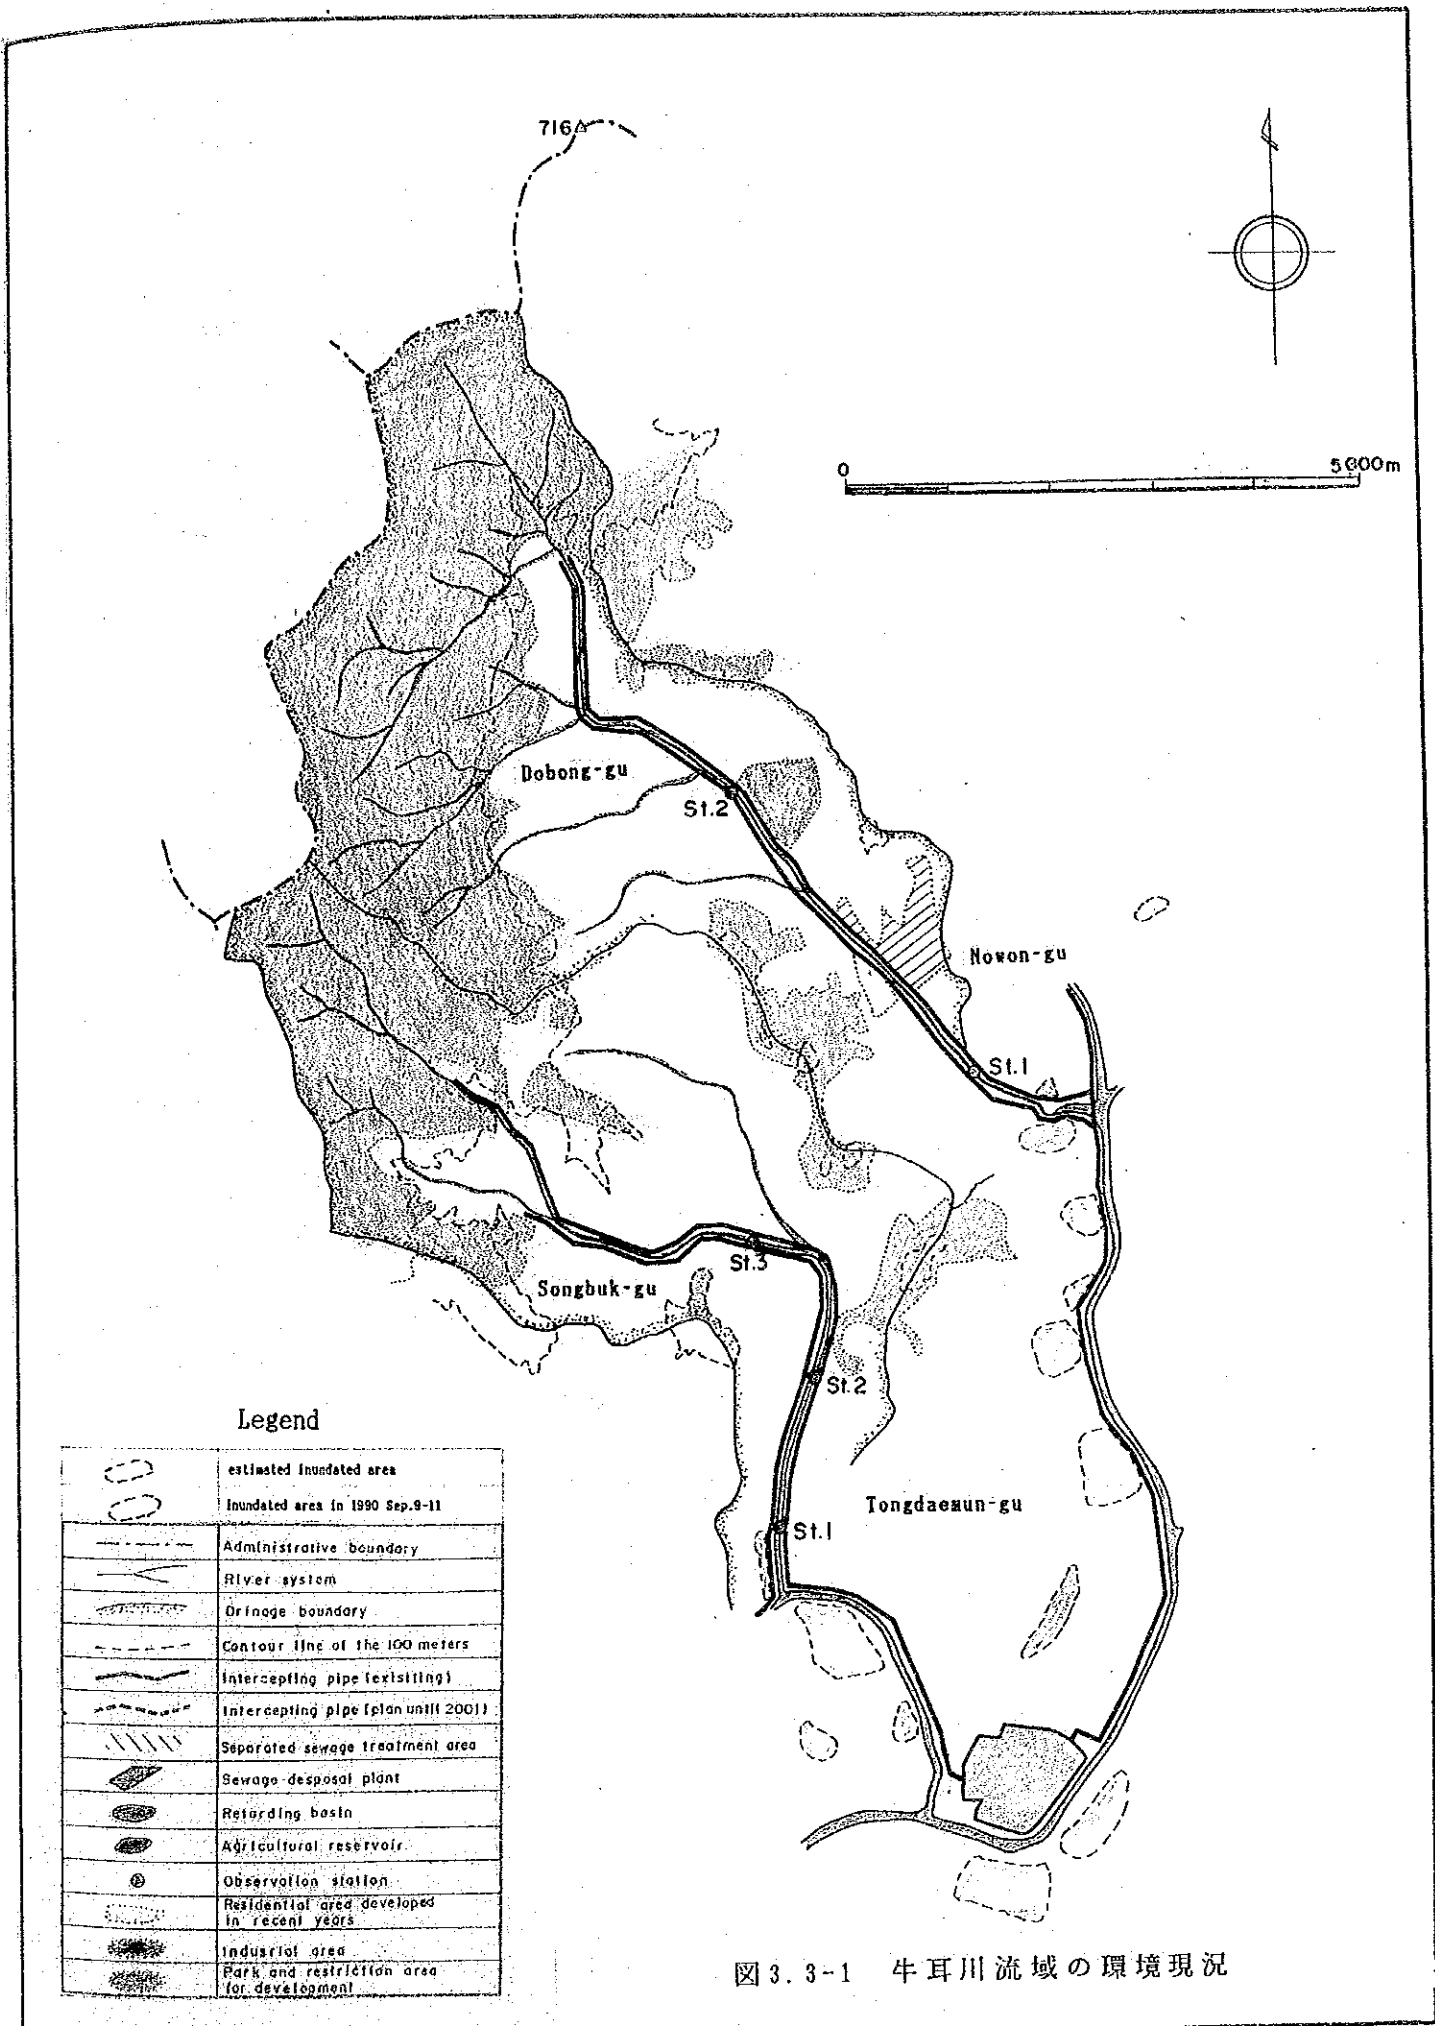 716
0 5000m
Dobong-gu
St.2
Nowon-gu
St.1
St.3
Songbuk-gu
St.2
St.1
Tongdaemun-gu
Legend
estimated inundated area
Inundated area in 1990 Sep.9-11
Administrative boundary
River system
Drinage boundary
Contour line of the 100 meters
Intercepting pipe (exisiting)
Intercepting pipe (plan until 2001)
Separated sewage treatment area
Sewage desposal plant
Retarding basin
Agricultural reservoir
Observation station
Residential area developed
in recent years
Industrial area
Park and restriction area
for development
図3.3-1 牛耳川流域の環境現況